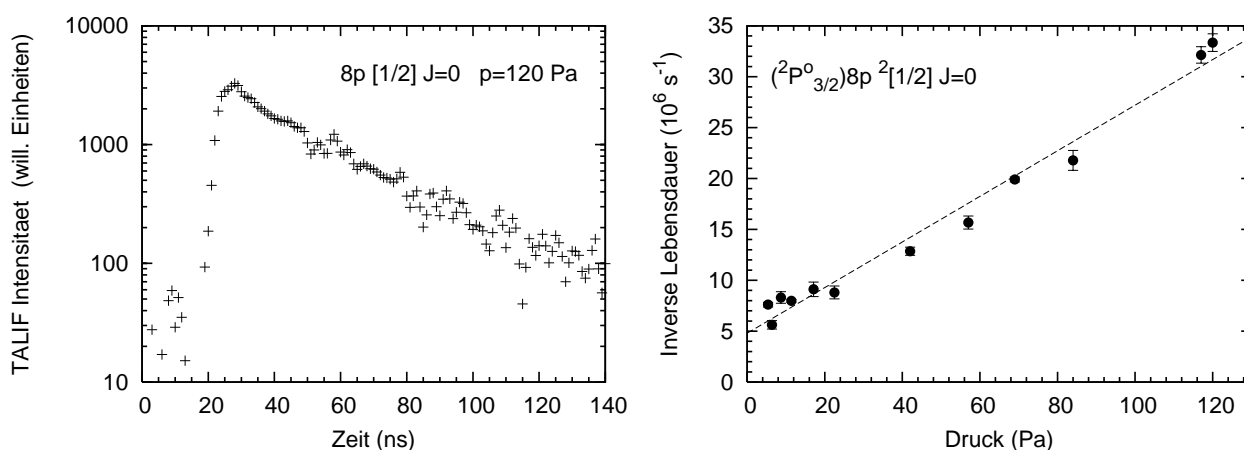 10000
1000
100
10
TALIF Intensitaet (will. Einheiten)
8p [1/2] J=0 p=120 Pa
0 20 40 60 80 100 120 140
Zeit (ns)
35
30
25
20
15
10
5
0
Inverse Lebensdauer (10⁶ s⁻¹)
(²Pᵒ₃/₂)8p ²[1/2] J=0
0 20 40 60 80 100 120
Druck (Pa)